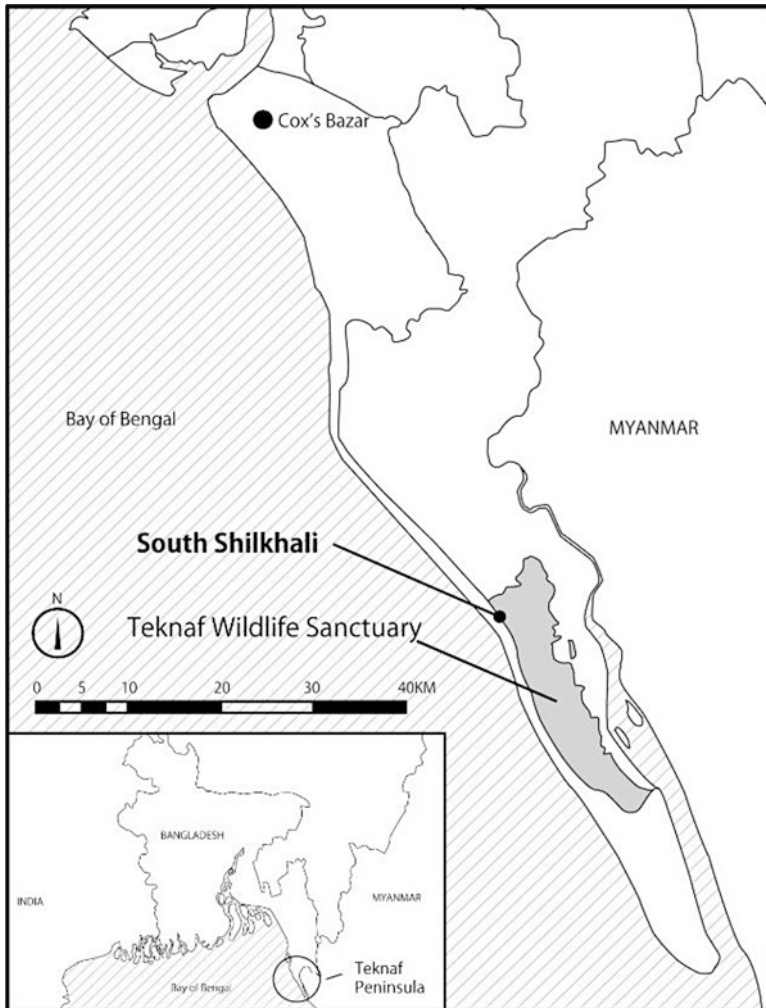 Cox's Bazar
Bay of Bengal
MYANMAR
South Shilkhali
N
Teknaf Wildlife Sanctuary
0 5 10 20 30 40KM
BANGLADESH
INDIA
MYANMAR
Bay of Bengal
Teknaf
Peninsula